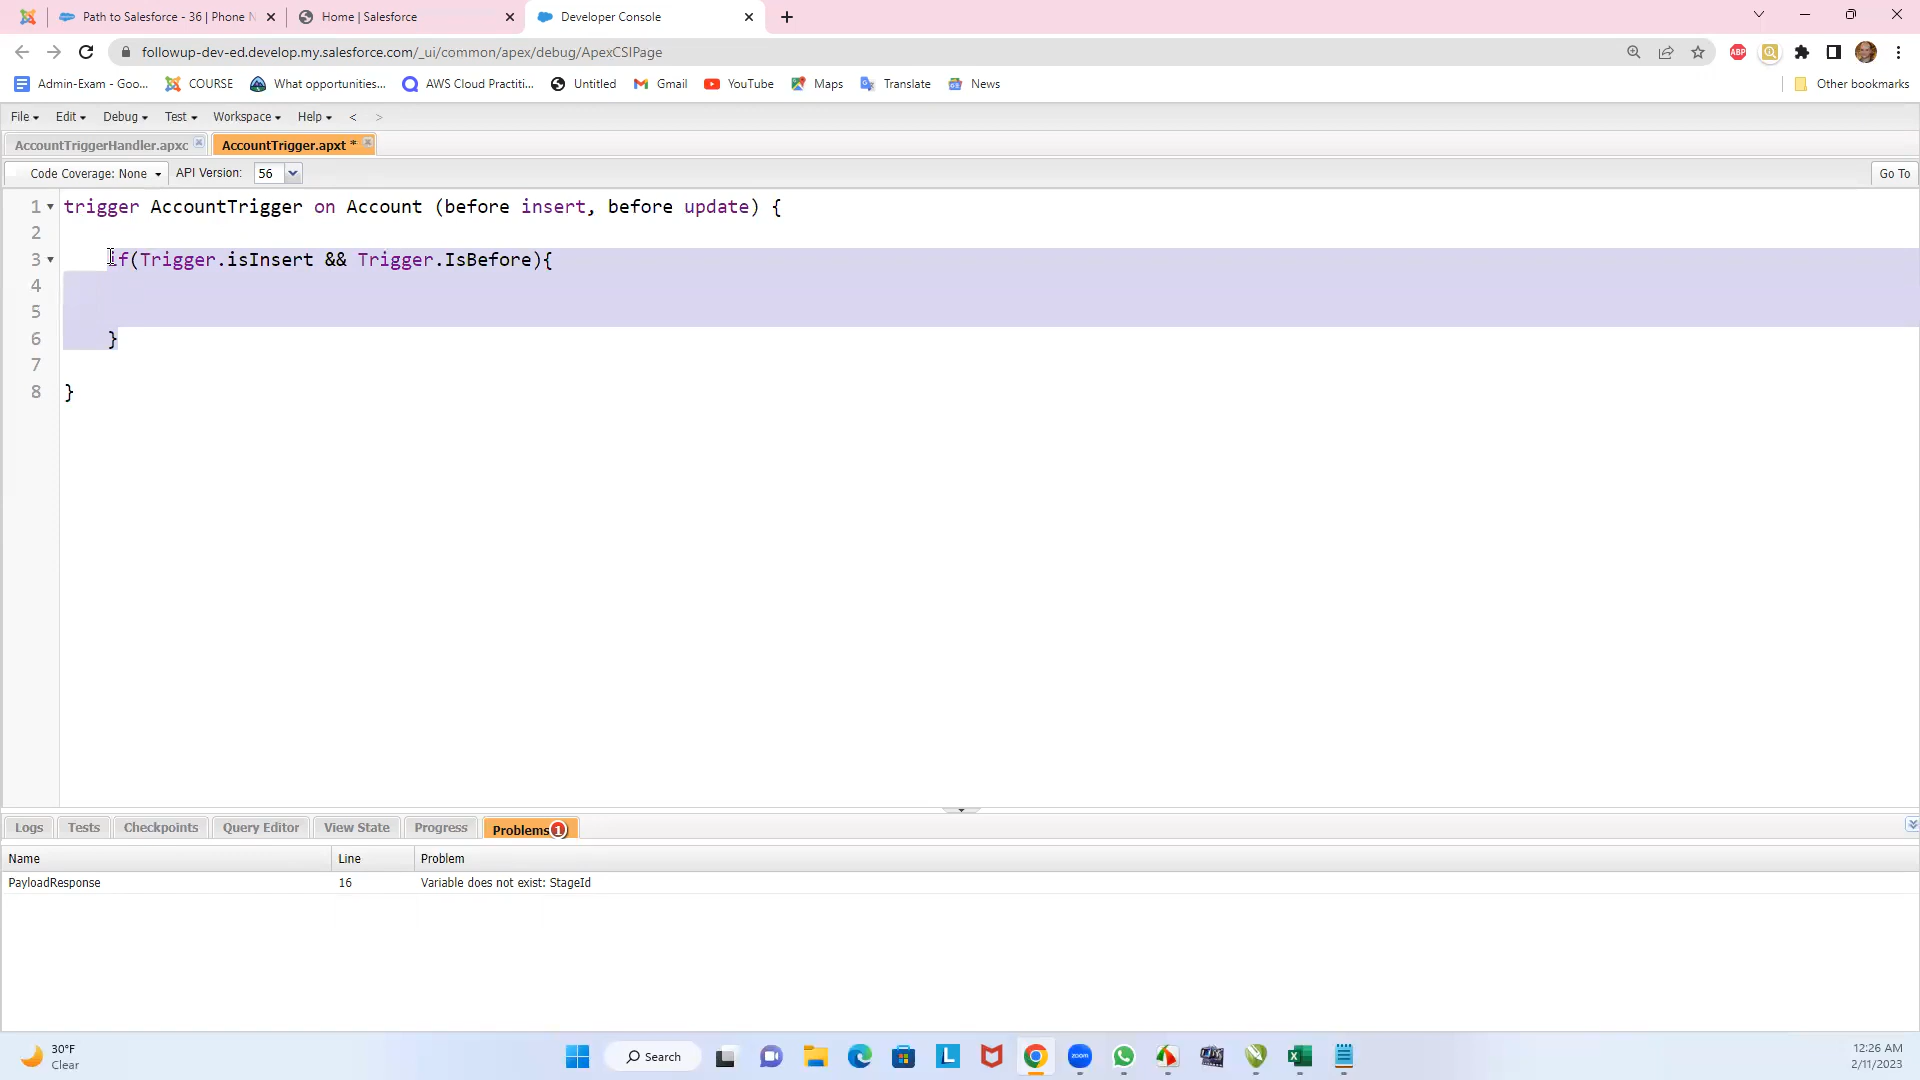 Path to Salesforce - 36 | Phone N
Home | Salesforce
Developer Console
followup-dev-ed.develop.my.salesforce.com/_ui/common/apex/debug/ApexCSIPage
ABP
Admin-Exam - Goo...
COURSE
What opportunities...
AWS Cloud Practiti...
Untitled
Gmail
YouTube
Maps
Translate
News
Other bookmarks
File Edit Debug Test Workspace Help < >
AccountTriggerHandler.apxc
AccountTrigger.apxt *
Code Coverage: None API Version: 56 Go To
1 trigger AccountTrigger on Account (before insert, before update) {
2
3 if(Trigger.isInsert && Trigger.IsBefore){
4
5
6 }
7
8 }
Logs Tests Checkpoints Query Editor View State Progress Problems 1
Name Line Problem
PayloadResponse 16 Variable does not exist: StageId
30°F
Clear
Search
L
zoom
12:26 AM
2/11/2023